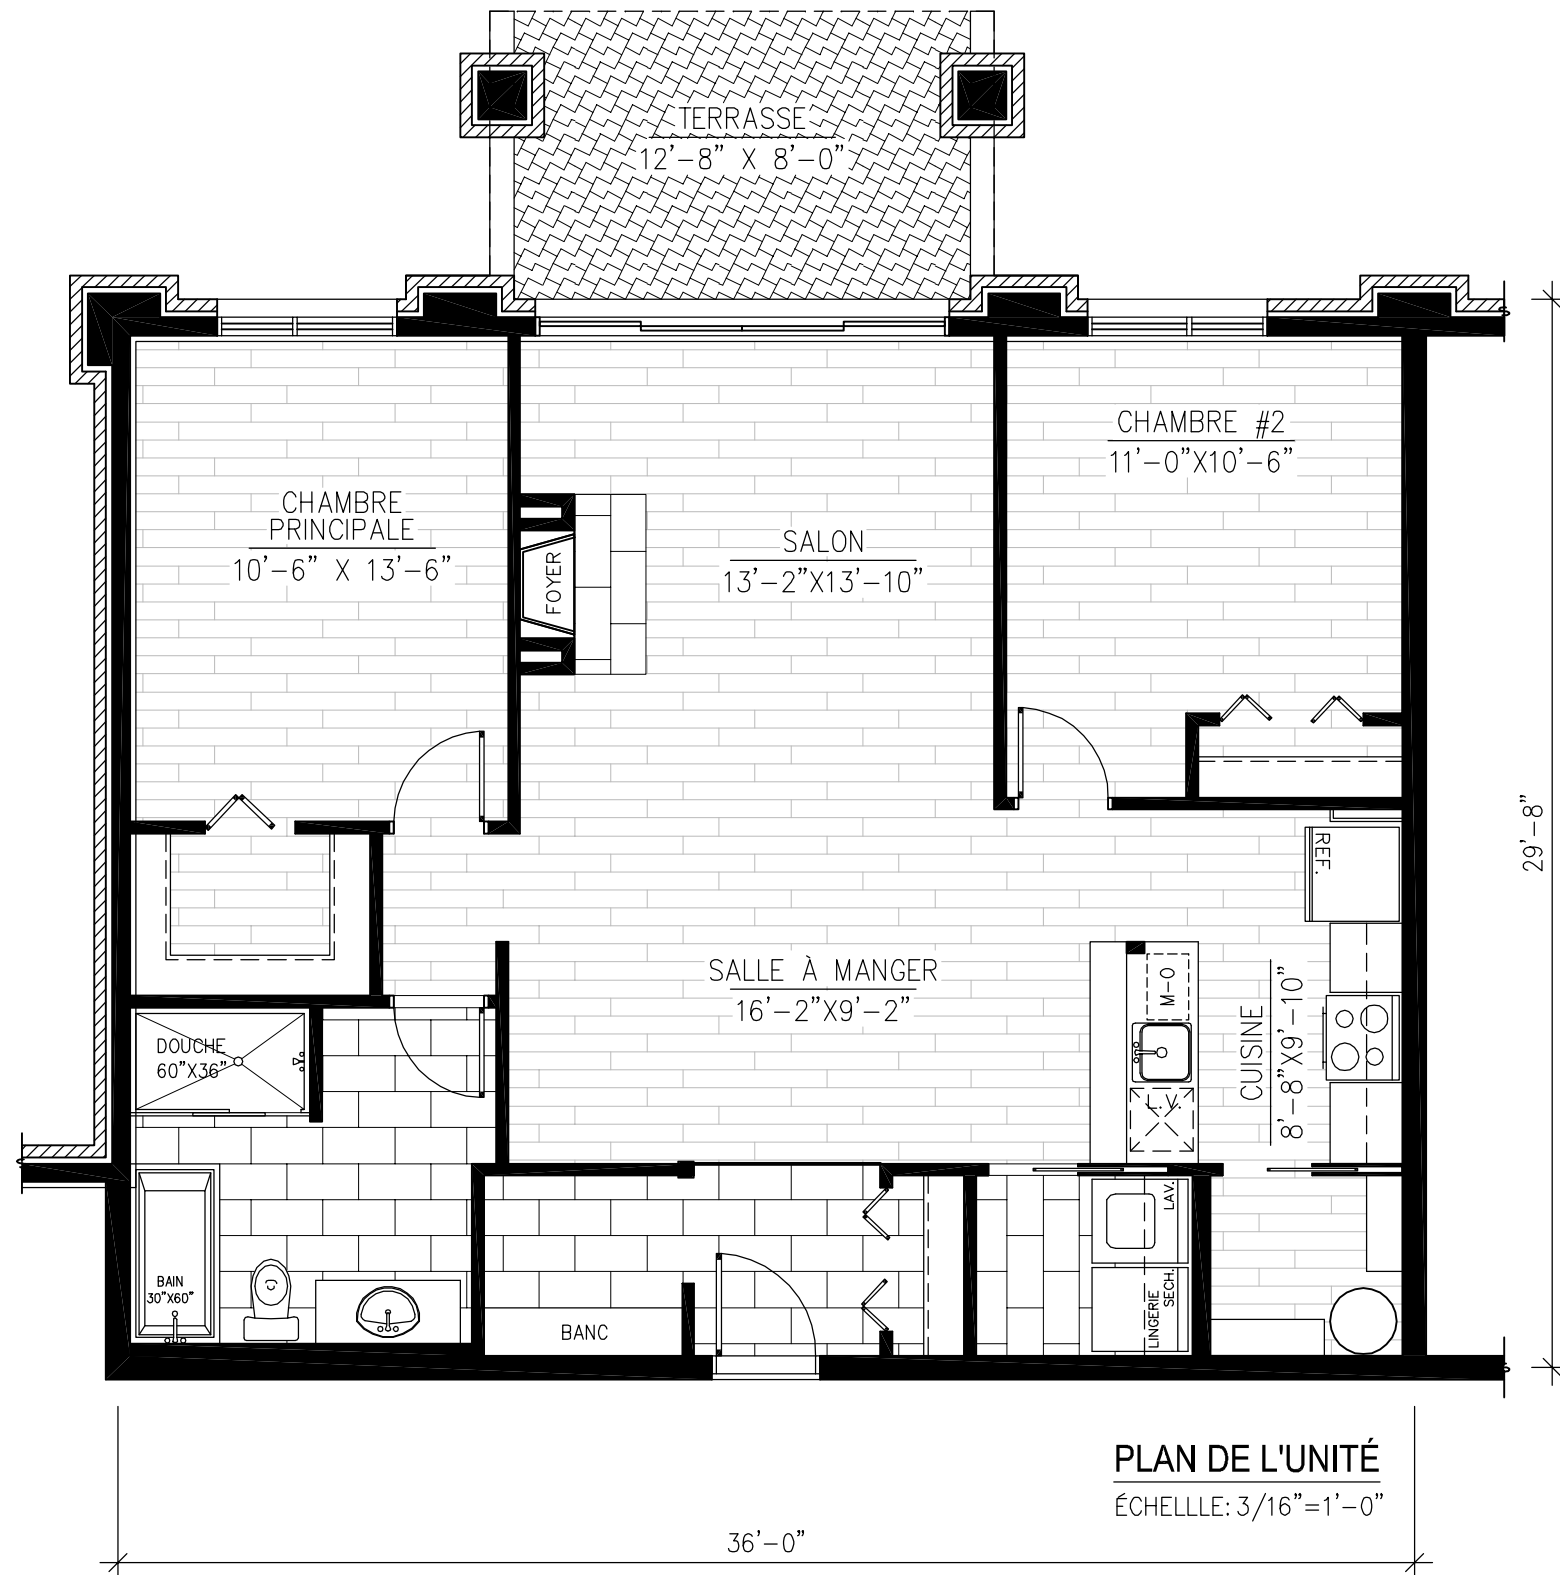 TERRASSE
12'-8" X 8'-0"
CHAMBRE #2
11'-0"X10'-6"
CHAMBRE
PRINCIPALE
10'-6" X 13'-6"
FOYER
SALON
13'-2"X13'-10"
29'-8"
REF.
SALLE À MANGER
16'-2"X9'-2"
M-O
L.V.
CUISINE
8'-8"X9'-10"
DOUCHE
60"X36"
BAIN
30"X60"
BANC
LAV.
LINGERIE
SECH.
PLAN DE L'UNITÉ
ÉCHELLLE: 3/16"=1'-0"
36'-0"